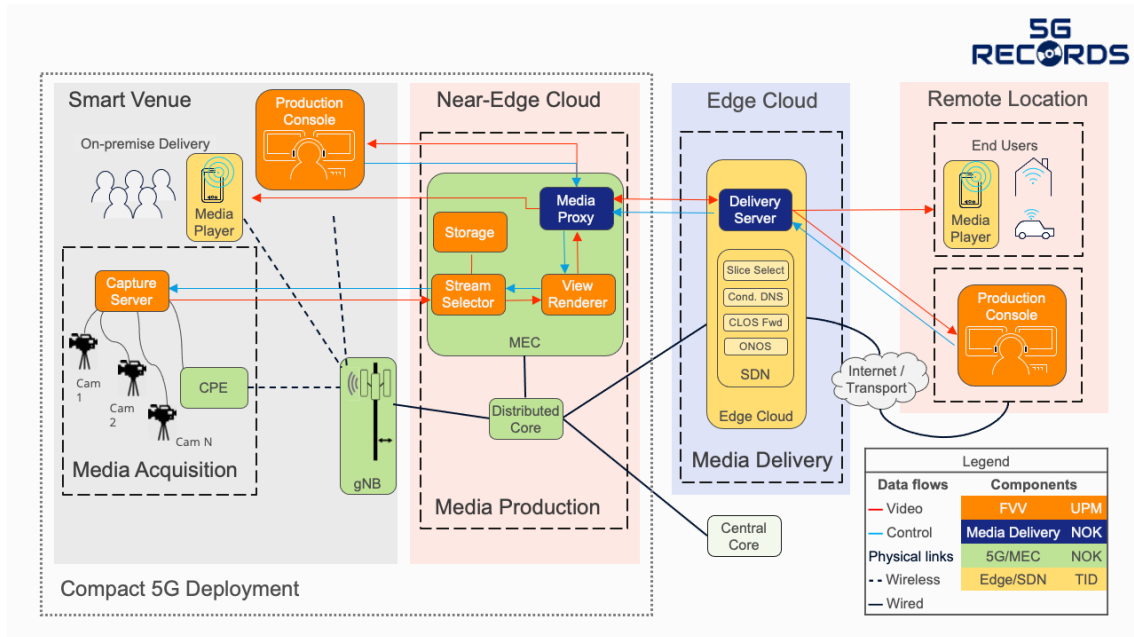 5G
RECORDS
Smart Venue
On-premise Delivery
Media
Player
Production
Console
Capture
Server
Cam
1
Cam
2
Cam N
CPE
Media Acquisition
gNB
Compact 5G Deployment
Near-Edge Cloud
Media
Proxy
Storage
Stream
Selector
View
Renderer
MEC
Distributed
Core
Media Production
Edge Cloud
Delivery
Server
Slice Select
Cond. DNS
CLOS Fwd
ONOS
SDN
Edge Cloud
Media Delivery
Central
Core
Remote Location
End Users
Media
Player
Production
Console
Internet /
Transport
Legend
Data flows Components
Video FVV UPM
Control Media Delivery NOK
Physical links 5G/MEC NOK
Wireless Edge/SDN TID
Wired